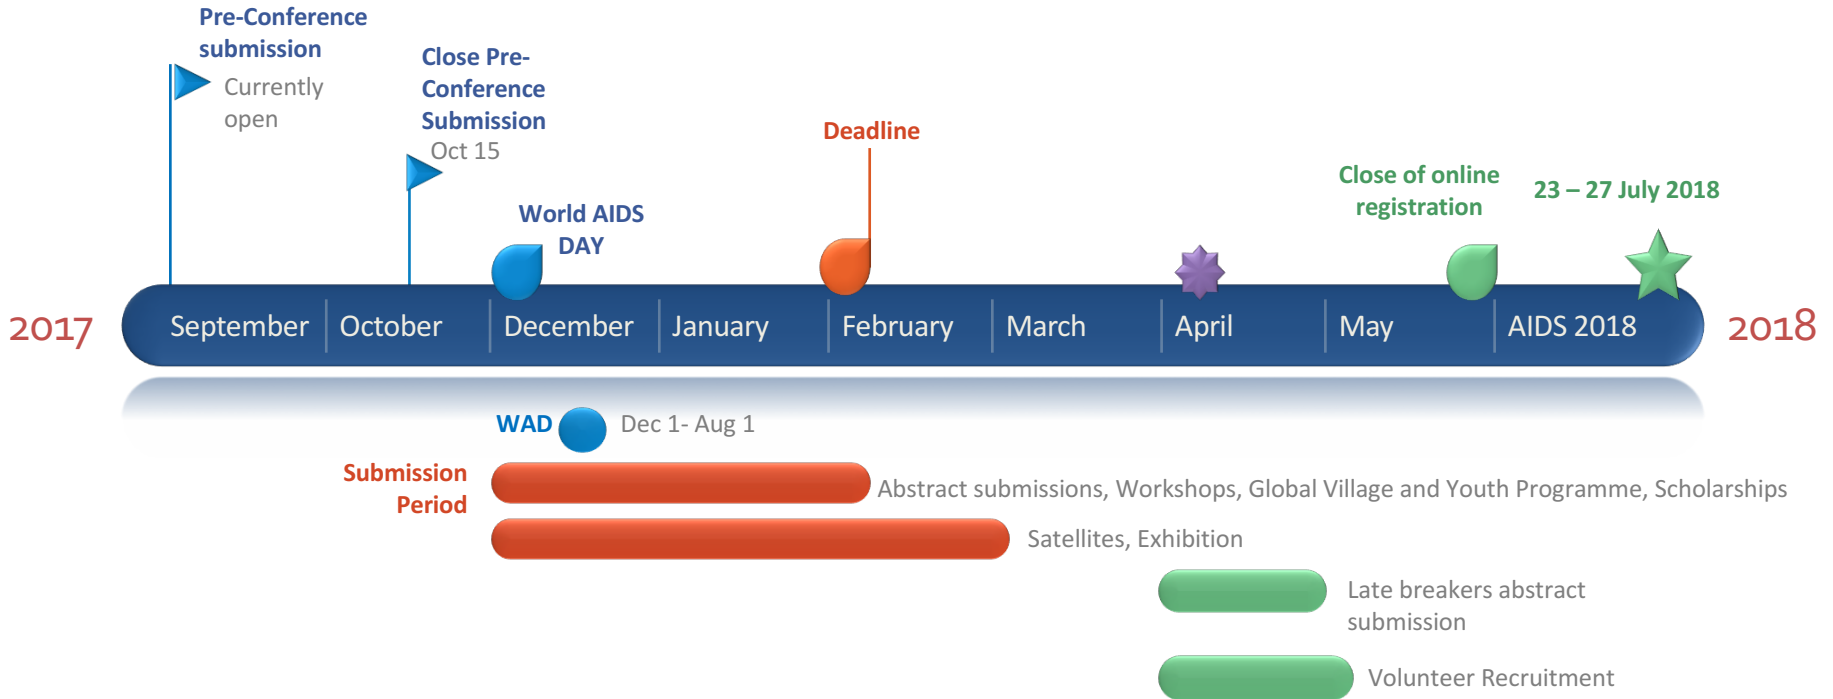 Pre-Conference
submission
Currently
open
Close Pre-
Conference
Submission
Oct 15
World AIDS
DAY
Deadline
Close of online
registration
23 – 27 July 2018
2017
September
October
December
January
February
March
April
May
AIDS 2018
2018
WAD
Dec 1- Aug 1
Submission
Period
Abstract submissions, Workshops, Global Village and Youth Programme, Scholarships
Satellites, Exhibition
Late breakers abstract
submission
Volunteer Recruitment